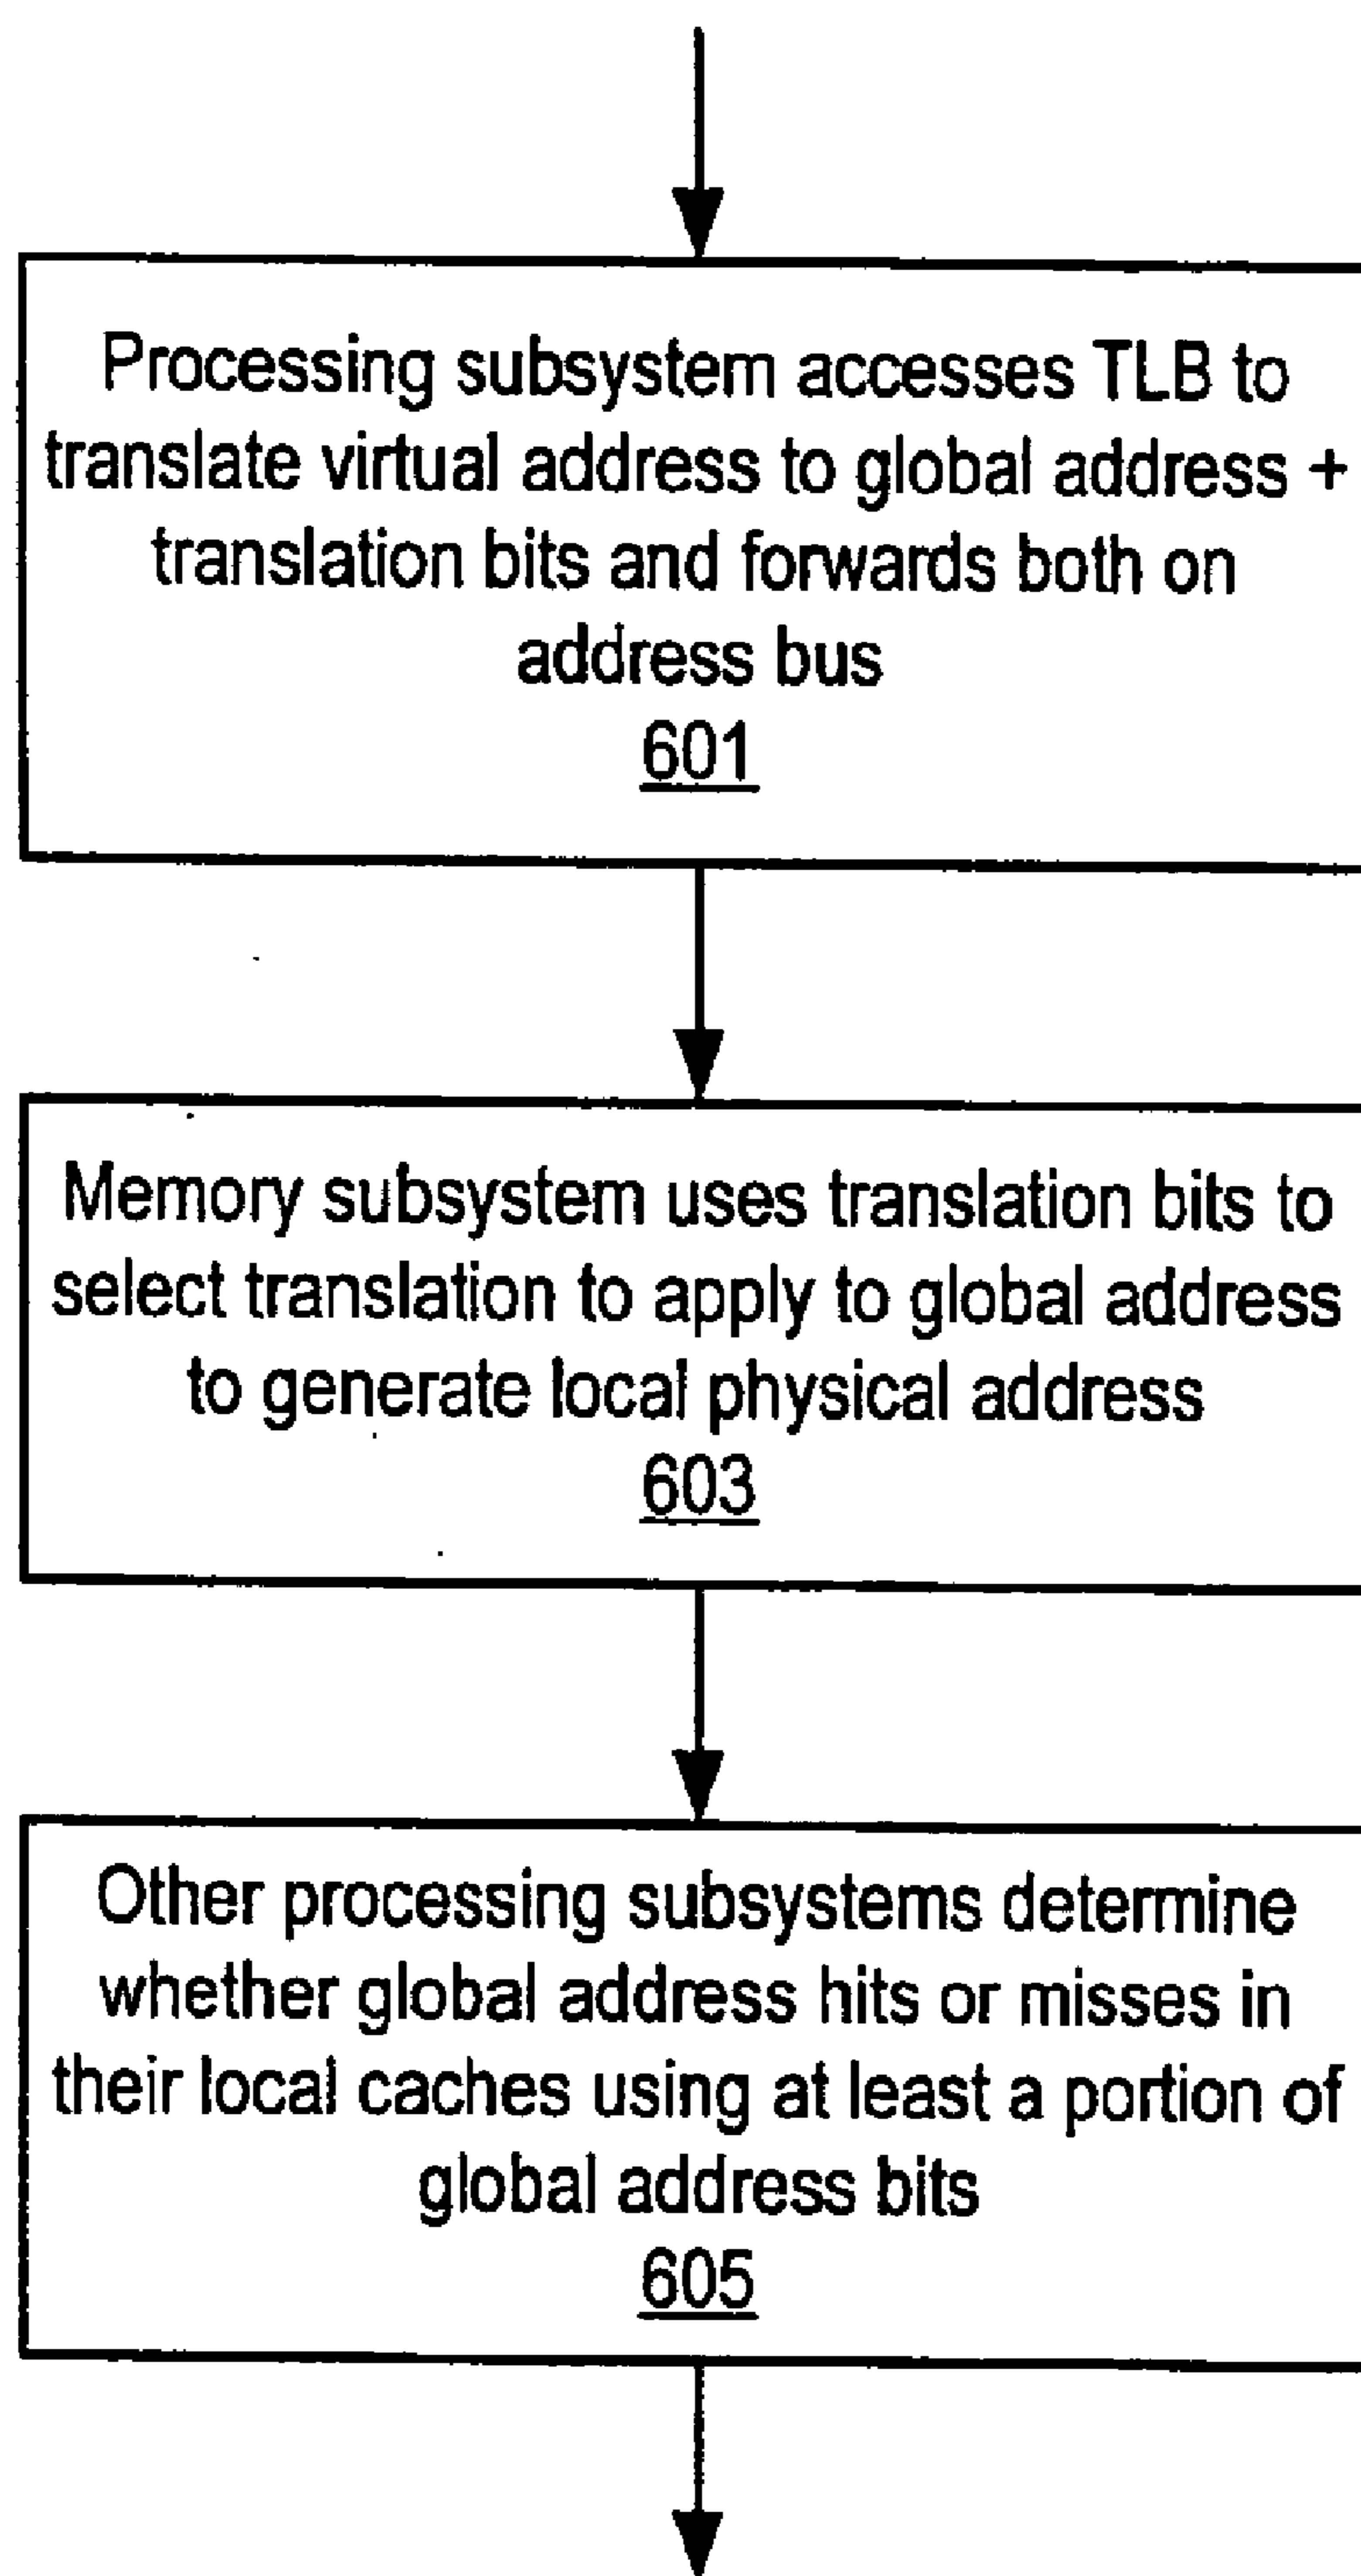 Processing subsystem accesses TLB to
translate virtual address to global address +
translation bits and forwards both on
address bus
601
Memory subsystem uses translation bits to
select translation to apply to global address
to generate local physical address
603
Other processing subsystems determine
whether global address hits or misses in
their local caches using at least a portion of
global address bits
605